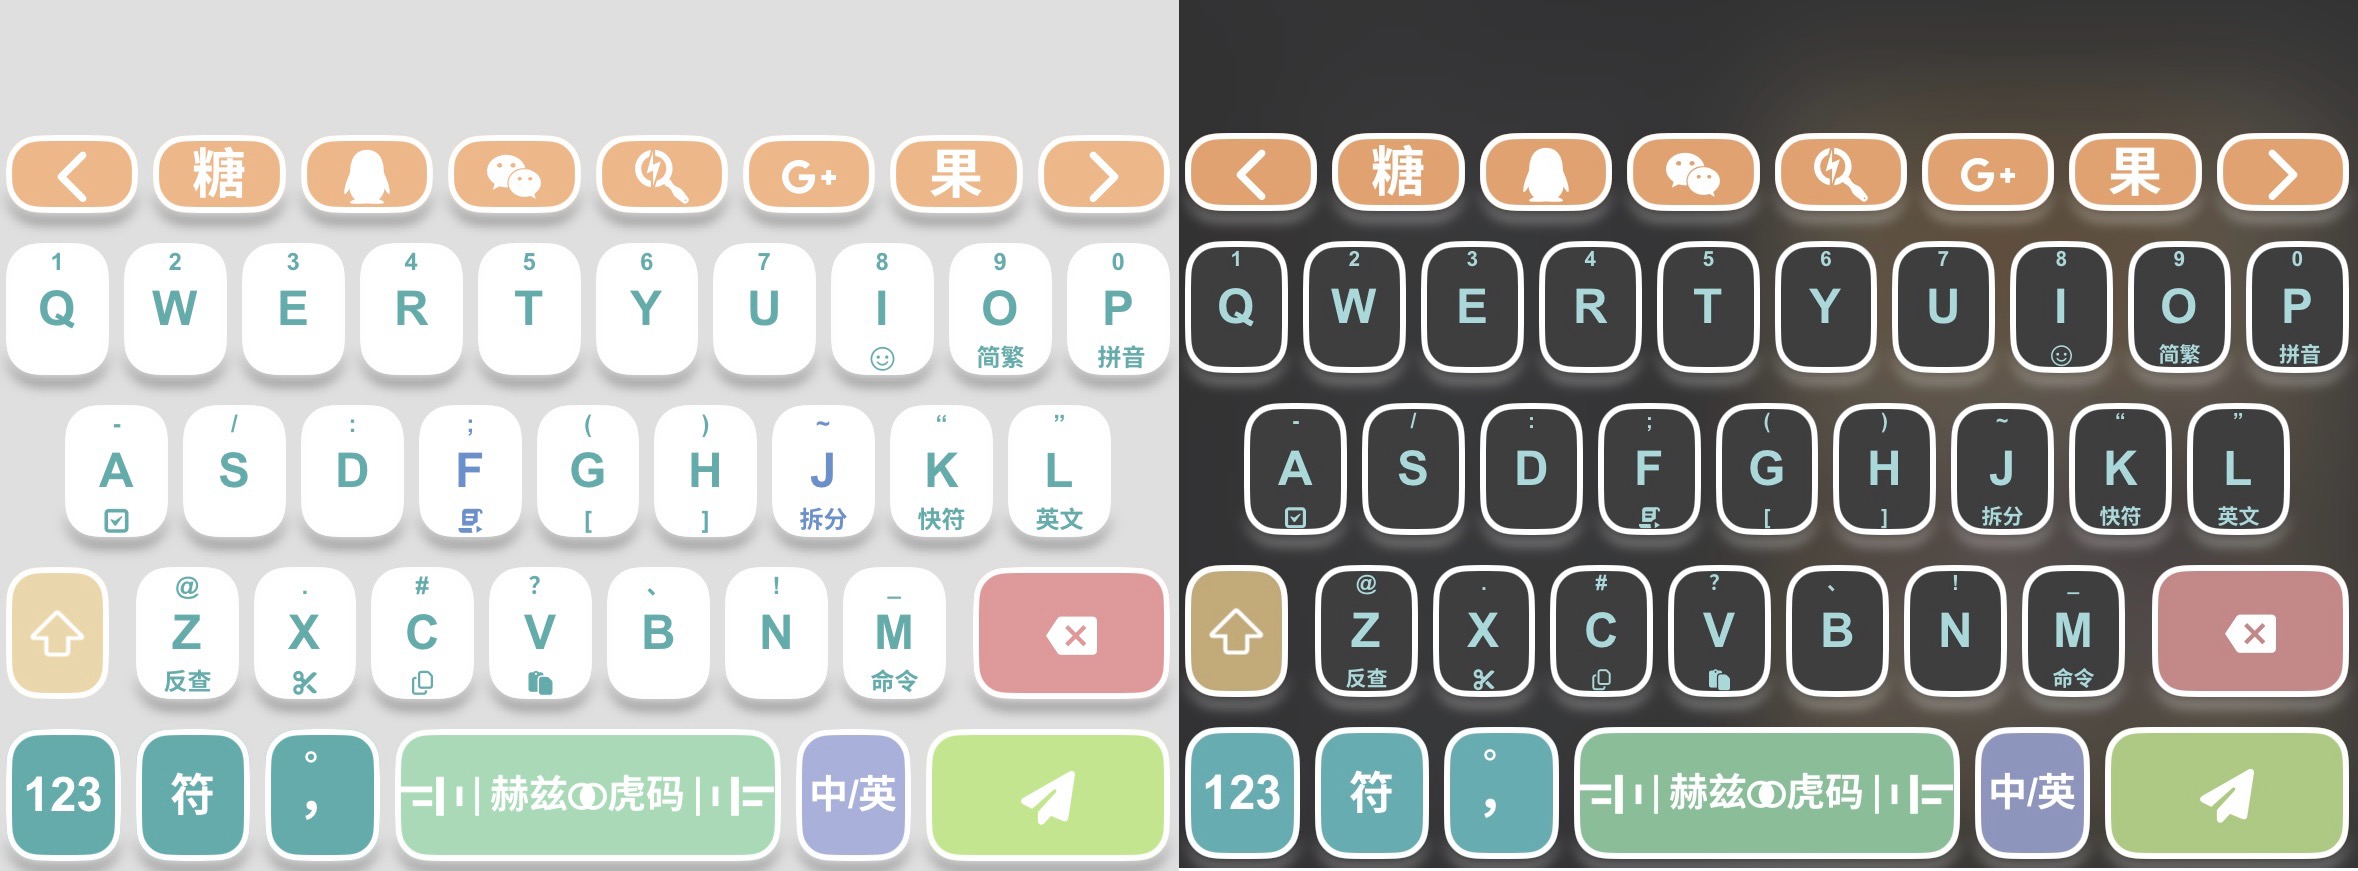 糖 G+ 果
1 2 3 4 5 6 7 8 9 0
Q W E R T Y U I O P
简繁 拼音
- / : ; ( ) ~ “ ”
A S D F G H J K L
[ ] 拆分 快符 英文
@ . # ? 、 ! _
Z X C V B N M
反查 命令
123 符 。 , 赫兹虎码 中/英
糖 G+ 果
1 2 3 4 5 6 7 8 9 0
Q W E R T Y U I O P
简繁 拼音
- / : ; ( ) ~ “ ”
A S D F G H J K L
[ ] 拆分 快符 英文
@ . # ? 、 ! _
Z X C V B N M
反查 命令
123 符 。 , 赫兹虎码 中/英